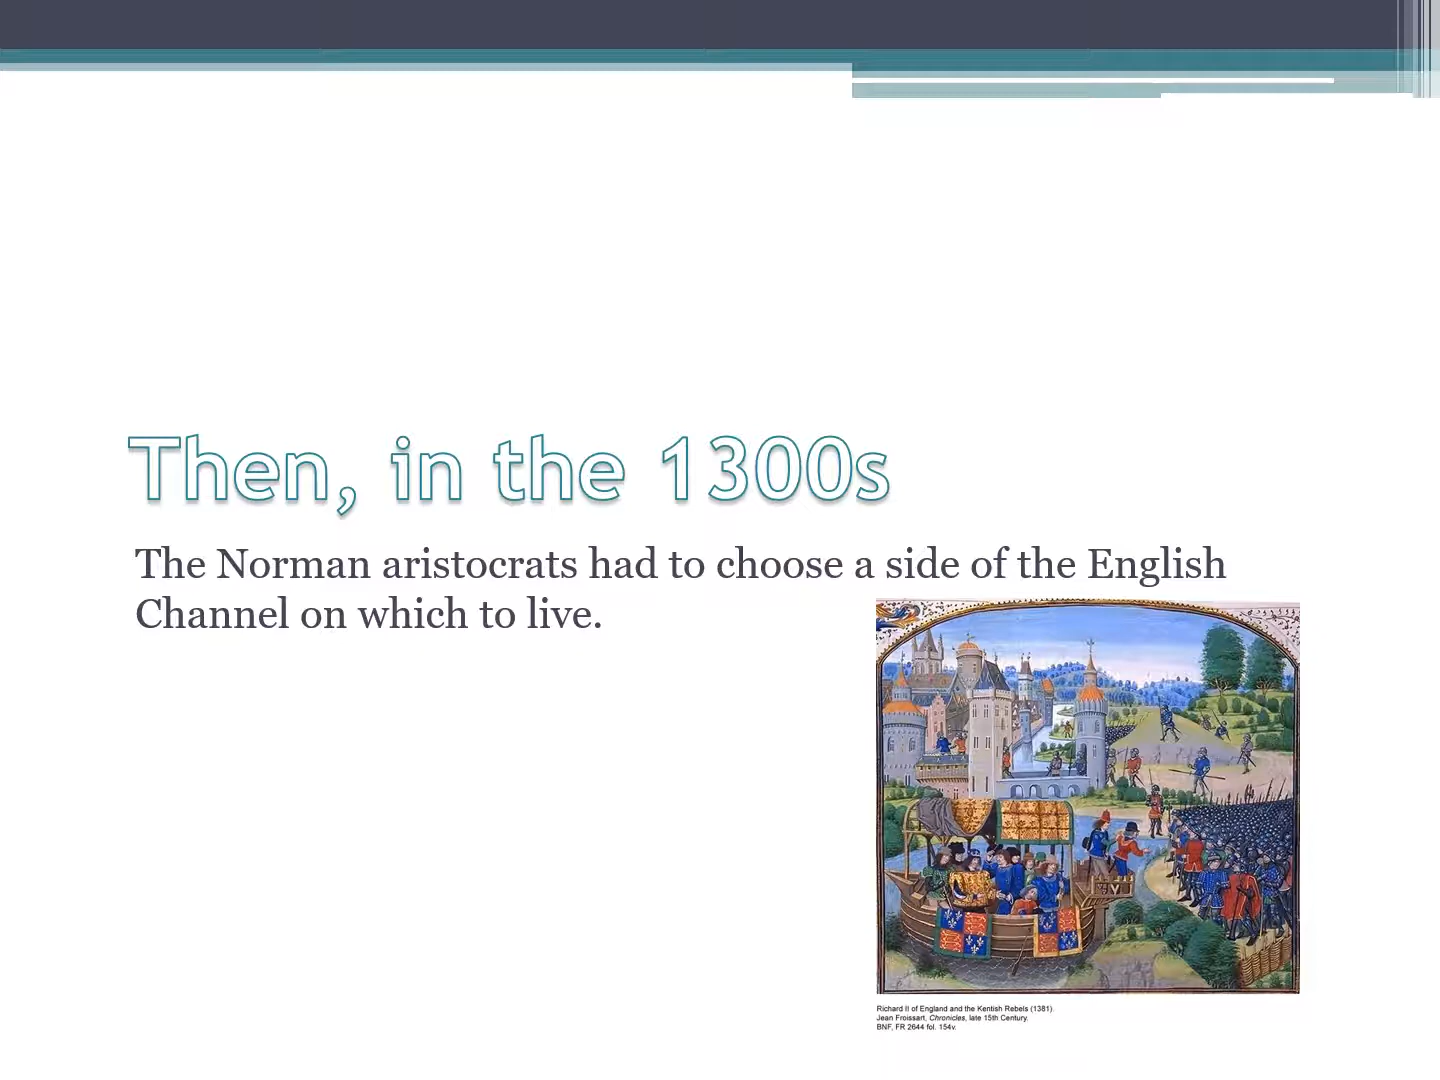 Then, in the 1300s
The Norman aristocrats had to choose a side of the English
Channel on which to live.
Richard II of England and the Kentish Rebels (1381).
Jean Froissart, Chronicles, late 15th Century.
BNF, FR 2644 fol. 154v.